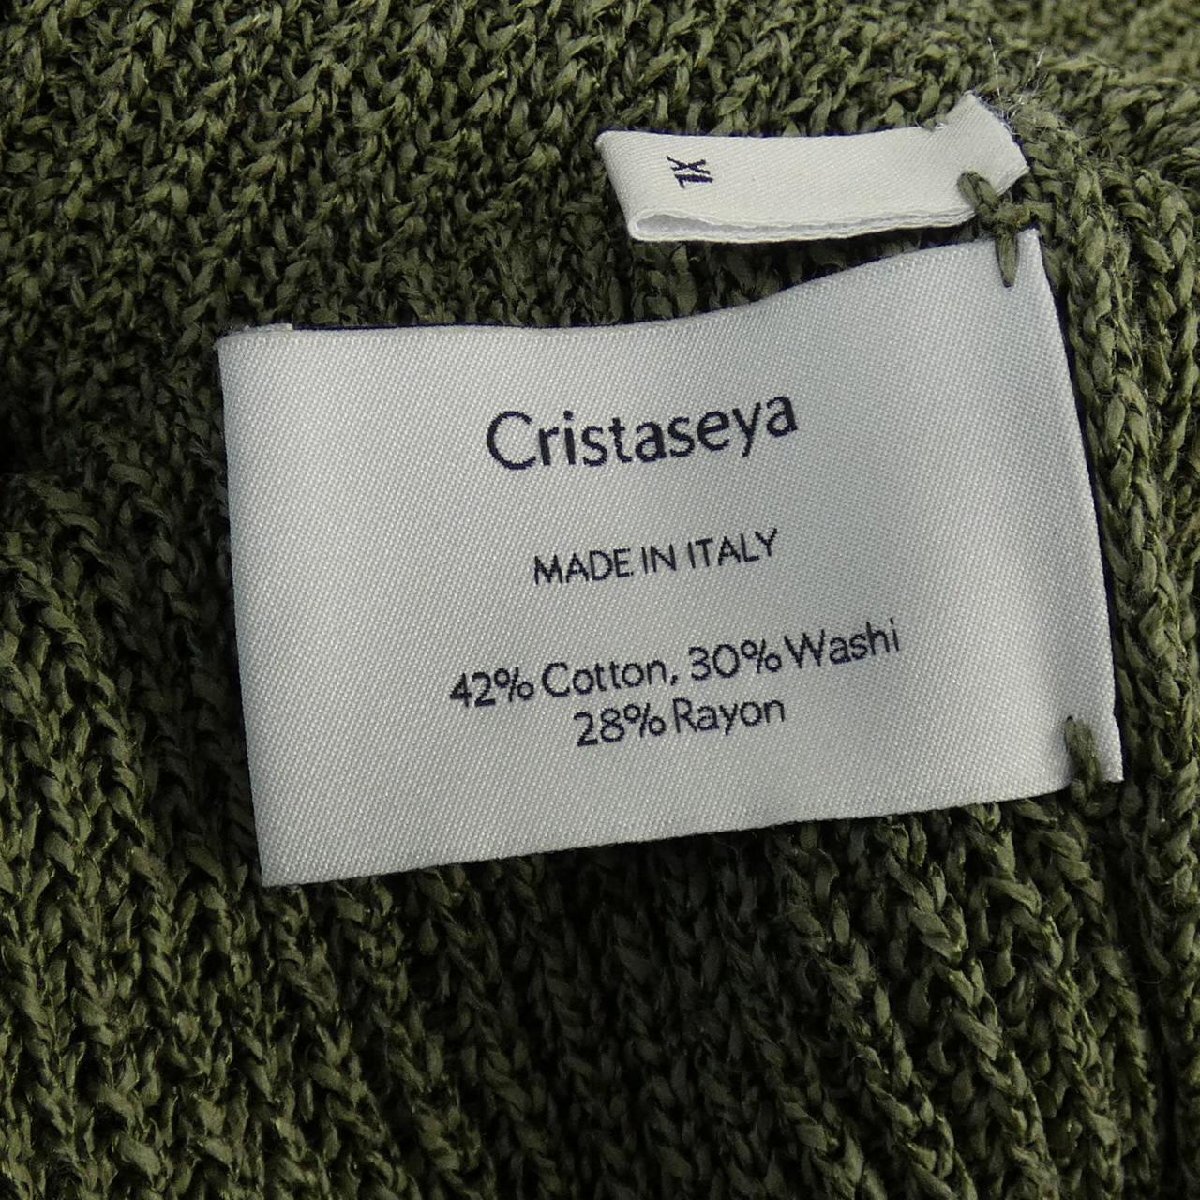 XL
Cristaseya
MADE IN ITALY
42% Cotton, 30% Washi
28% Rayon